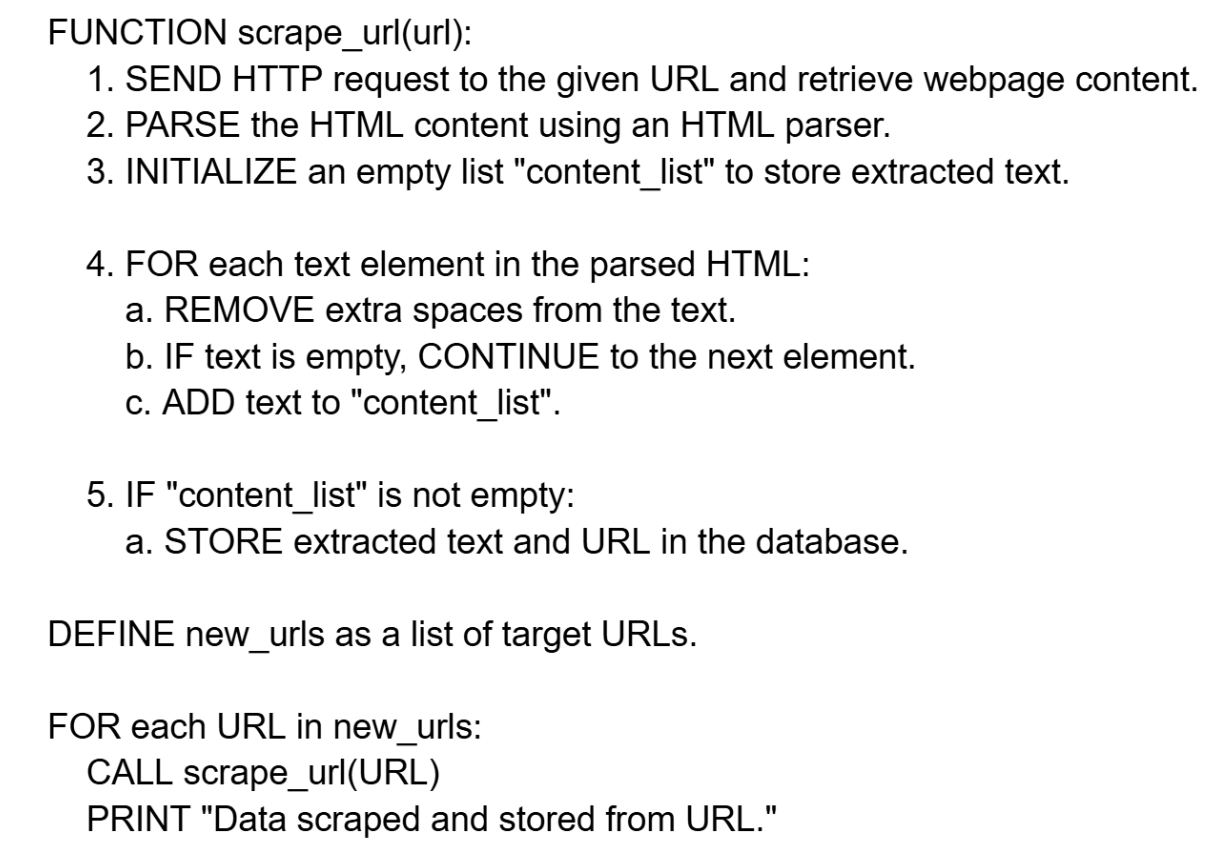 FUNCTION scrape_url(url):
1. SEND HTTP request to the given URL and retrieve webpage content.
2. PARSE the HTML content using an HTML parser.
3. INITIALIZE an empty list "content_list" to store extracted text.
4. FOR each text element in the parsed HTML:
a. REMOVE extra spaces from the text.
b. IF text is empty, CONTINUE to the next element.
c. ADD text to "content_list".
5. IF "content_list" is not empty:
a. STORE extracted text and URL in the database.
DEFINE new_urls as a list of target URLs.
FOR each URL in new_urls:
CALL scrape_url(URL)
PRINT "Data scraped and stored from URL."